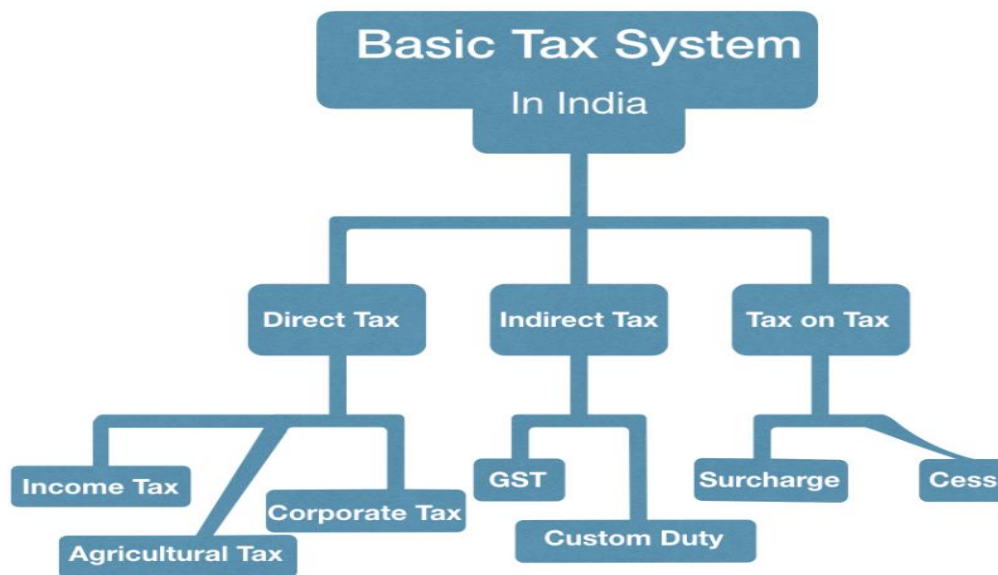 Basic Tax System
In India
Direct Tax
Indirect Tax
Tax on Tax
Income Tax
Agricultural Tax
Corporate Tax
GST
Custom Duty
Surcharge
Cess